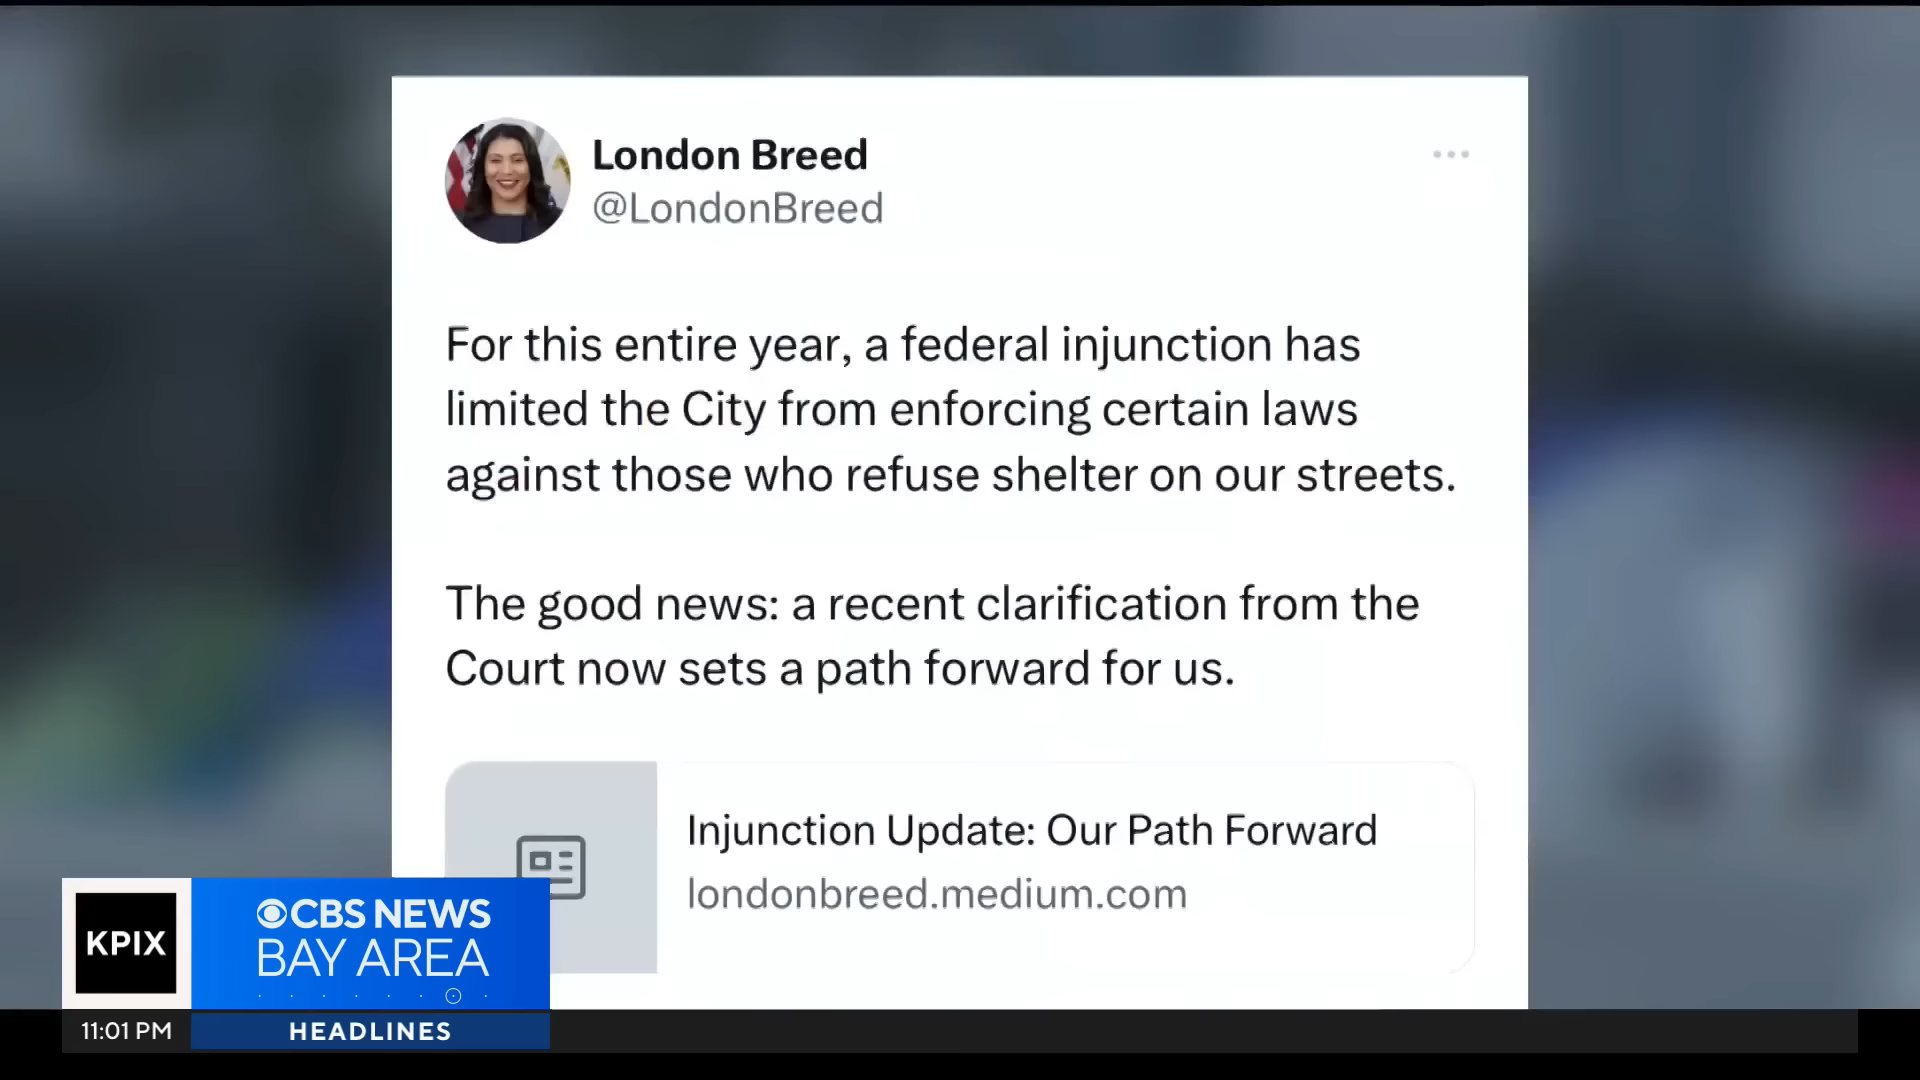 London Breed
@LondonBreed
For this entire year, a federal injunction has
limited the City from enforcing certain laws
against those who refuse shelter on our streets.
The good news: a recent clarification from the
Court now sets a path forward for us.
Injunction Update: Our Path Forward
londonbreed.medium.com
KPIX
CBS NEWS
BAY AREA
11:01 PM
HEADLINES